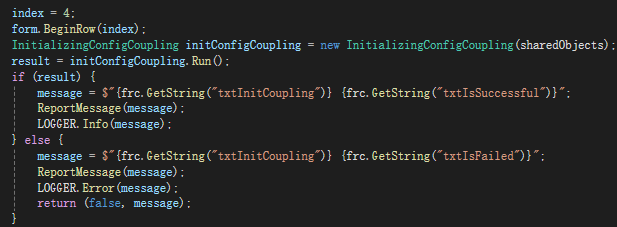 index = 4;
form.BeginRow(index);
InitializingConfigCoupling initConfigCoupling = new InitializingConfigCoupling(sharedObjects);
result = initConfigCoupling.Run();
if (result) {
message = $"{frc.GetString("txtInitCoupling")} {frc.GetString("txtIsSuccessful")}";
ReportMessage(message);
LOGGER.Info(message);
} else {
message = $"{frc.GetString("txtInitCoupling")} {frc.GetString("txtIsFailed")}";
ReportMessage(message);
LOGGER.Error(message);
return (false, message);
}